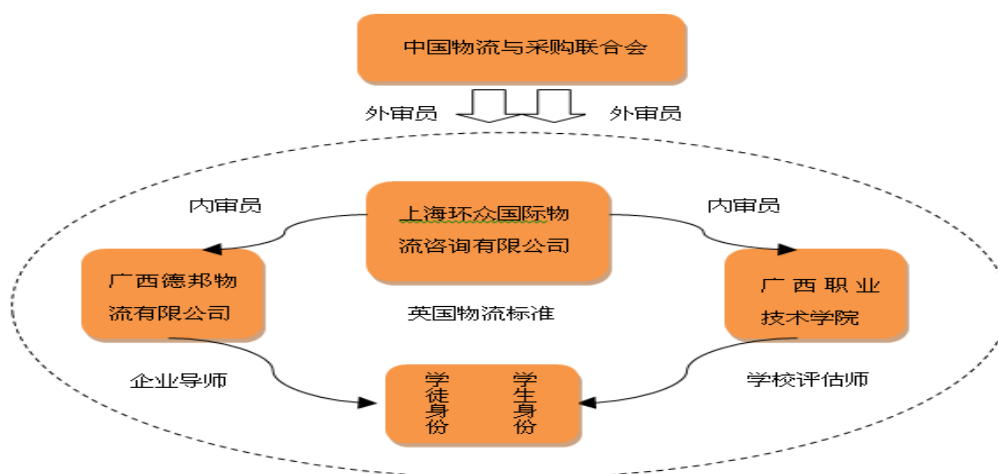 中国物流与采购联合会
外审员
外审员
内审员
内审员
上海环众国际物
流咨询有限公司
广西德邦物
流有限公司
广西职业
技术学院
英国物流标准
企业导师
学校评估师
学徒身份
学生身份